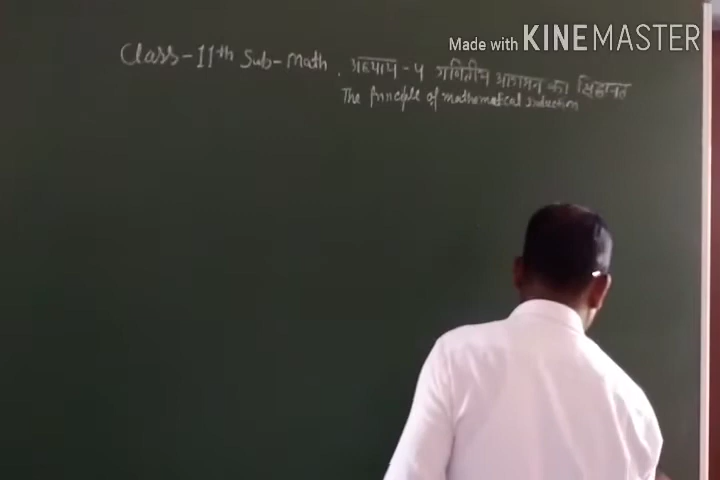 Made with KINEMASTER
Class-11th Sub-Math. अध्याय-4 गणितीय आगमन का सिद्धान्त
The Principle of mathematical induction